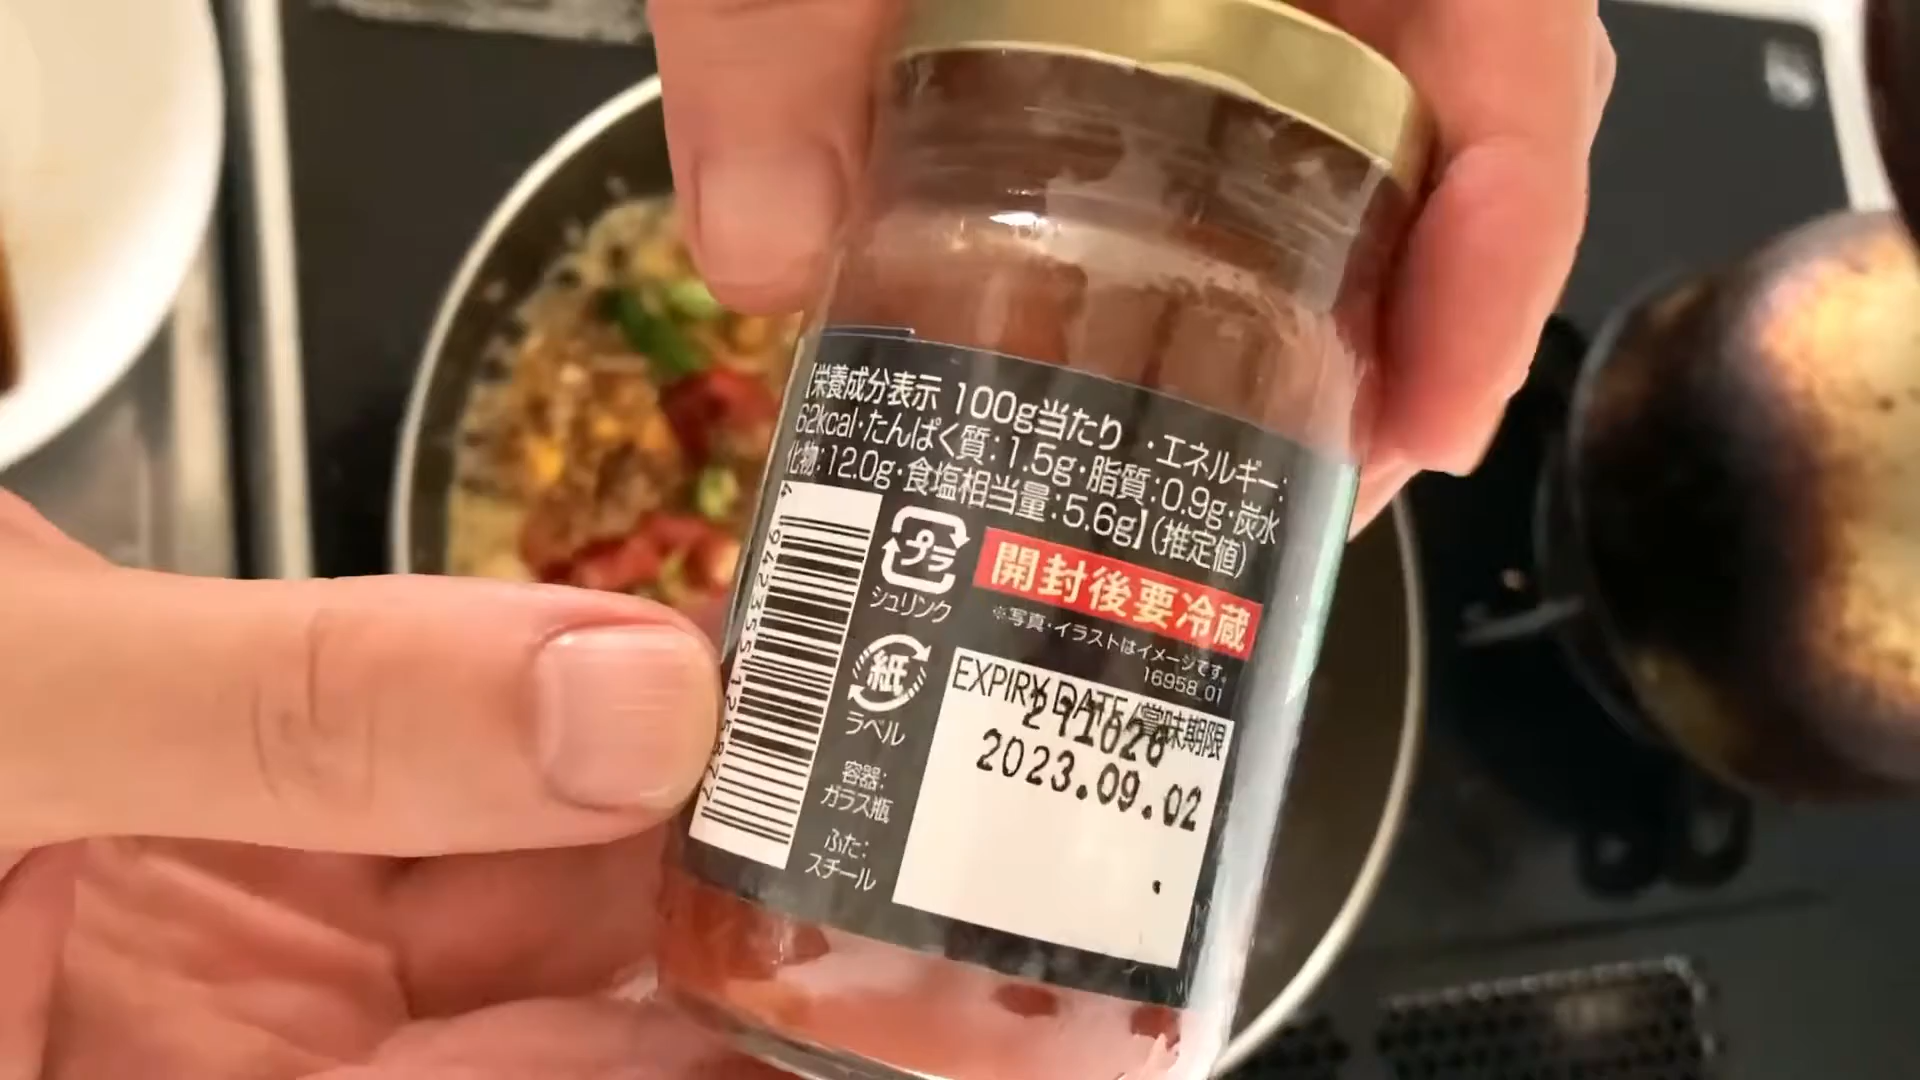 【栄養成分表示 100g当たり ・エネルギー:
62kcal・たんぱく質:1.5g・脂質:0.9g・炭水
化物:12.0g・食塩相当量:5.6g】(推定値)
プラ
シュリンク
開封後要冷蔵
※写真・イラストはイメージです。
16958_01
紙
ラベル
容器:
ガラス瓶
ふた:
スチール
EXPIRY DATE/賞味期限
2023.09.02